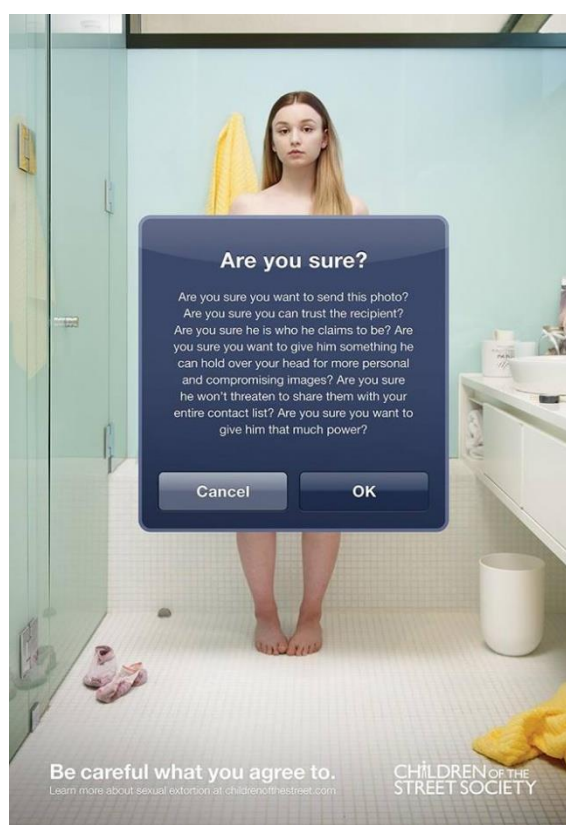 Are you sure?
Are you sure you want to send this photo?
Are you sure you can trust the recipient?
Are you sure he is who he claims to be? Are
you sure you want to give him something he
can hold over your head for more personal
and compromising images? Are you sure
he won't threaten to share them with your
entire contact list? Are you sure you want to
give him that much power?
Cancel
OK
Be careful what you agree to.
Learn more about sexual extortion at childrenofthestreet.com
CHILDREN OF THE
STREET SOCIETY